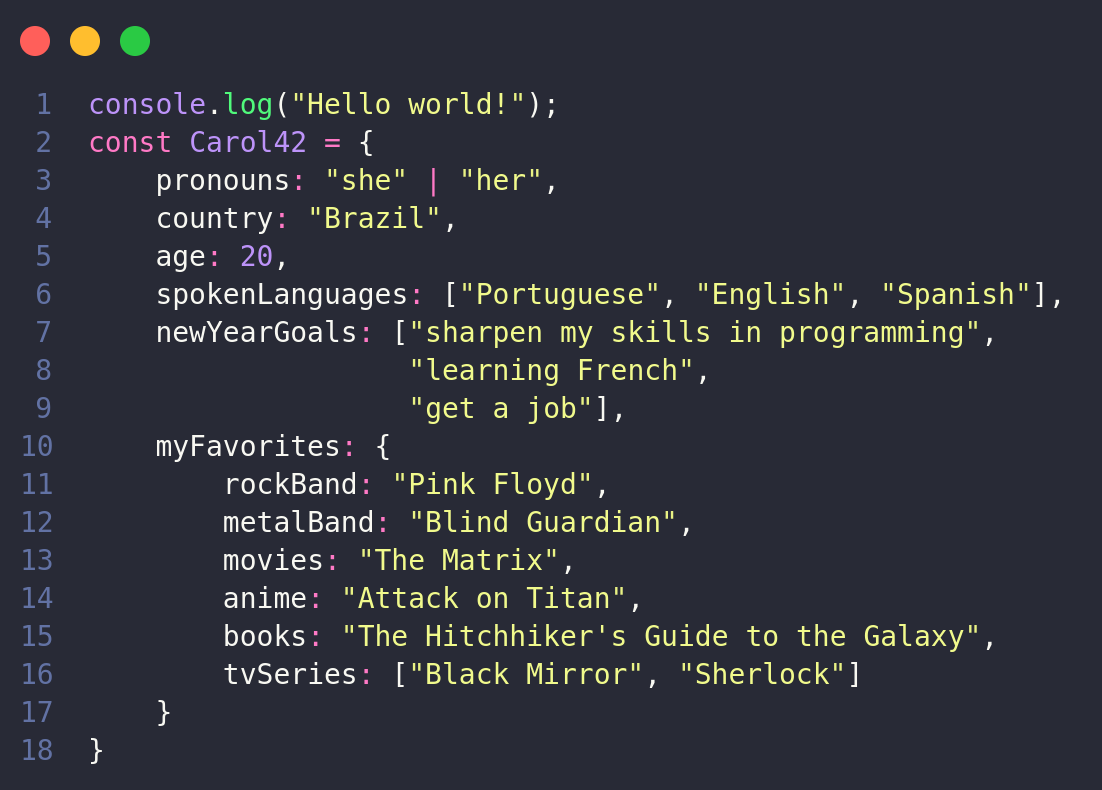 1 console.log("Hello world!");
2 const Carol42 = {
3     pronouns: "she" | "her",
4     country: "Brazil",
5     age: 20,
6     spokenLanguages: ["Portuguese", "English", "Spanish"],
7     newYearGoals: ["sharpen my skills in programming",
8                    "learning French",
9                    "get a job"],
10     myFavorites: {
11         rockBand: "Pink Floyd",
12         metalBand: "Blind Guardian",
13         movies: "The Matrix",
14         anime: "Attack on Titan",
15         books: "The Hitchhiker's Guide to the Galaxy",
16         tvSeries: ["Black Mirror", "Sherlock"]
17     }
18 }